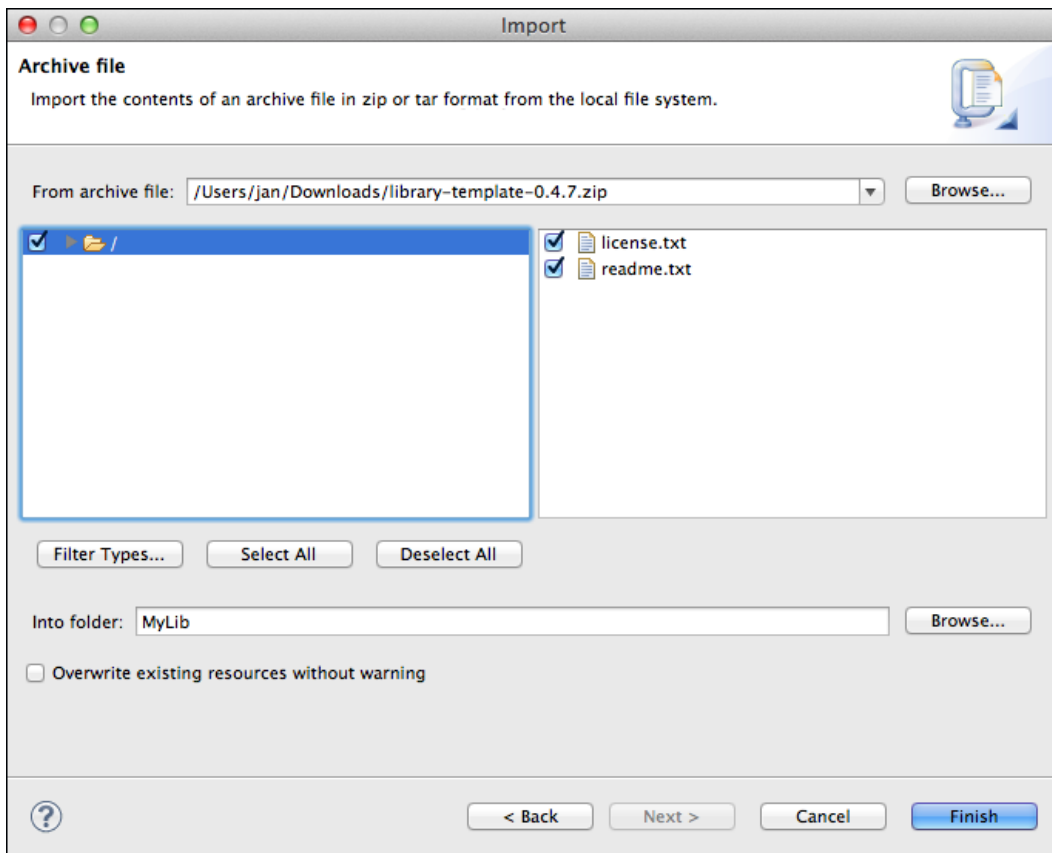 Import
Archive file
Import the contents of an archive file in zip or tar format from the local file system.
From archive file: /Users/jan/Downloads/library-template-0.4.7.zip Browse...
/ license.txt
readme.txt
Filter Types... Select All Deselect All
Into folder: MyLib Browse...
Overwrite existing resources without warning
? < Back Next > Cancel Finish